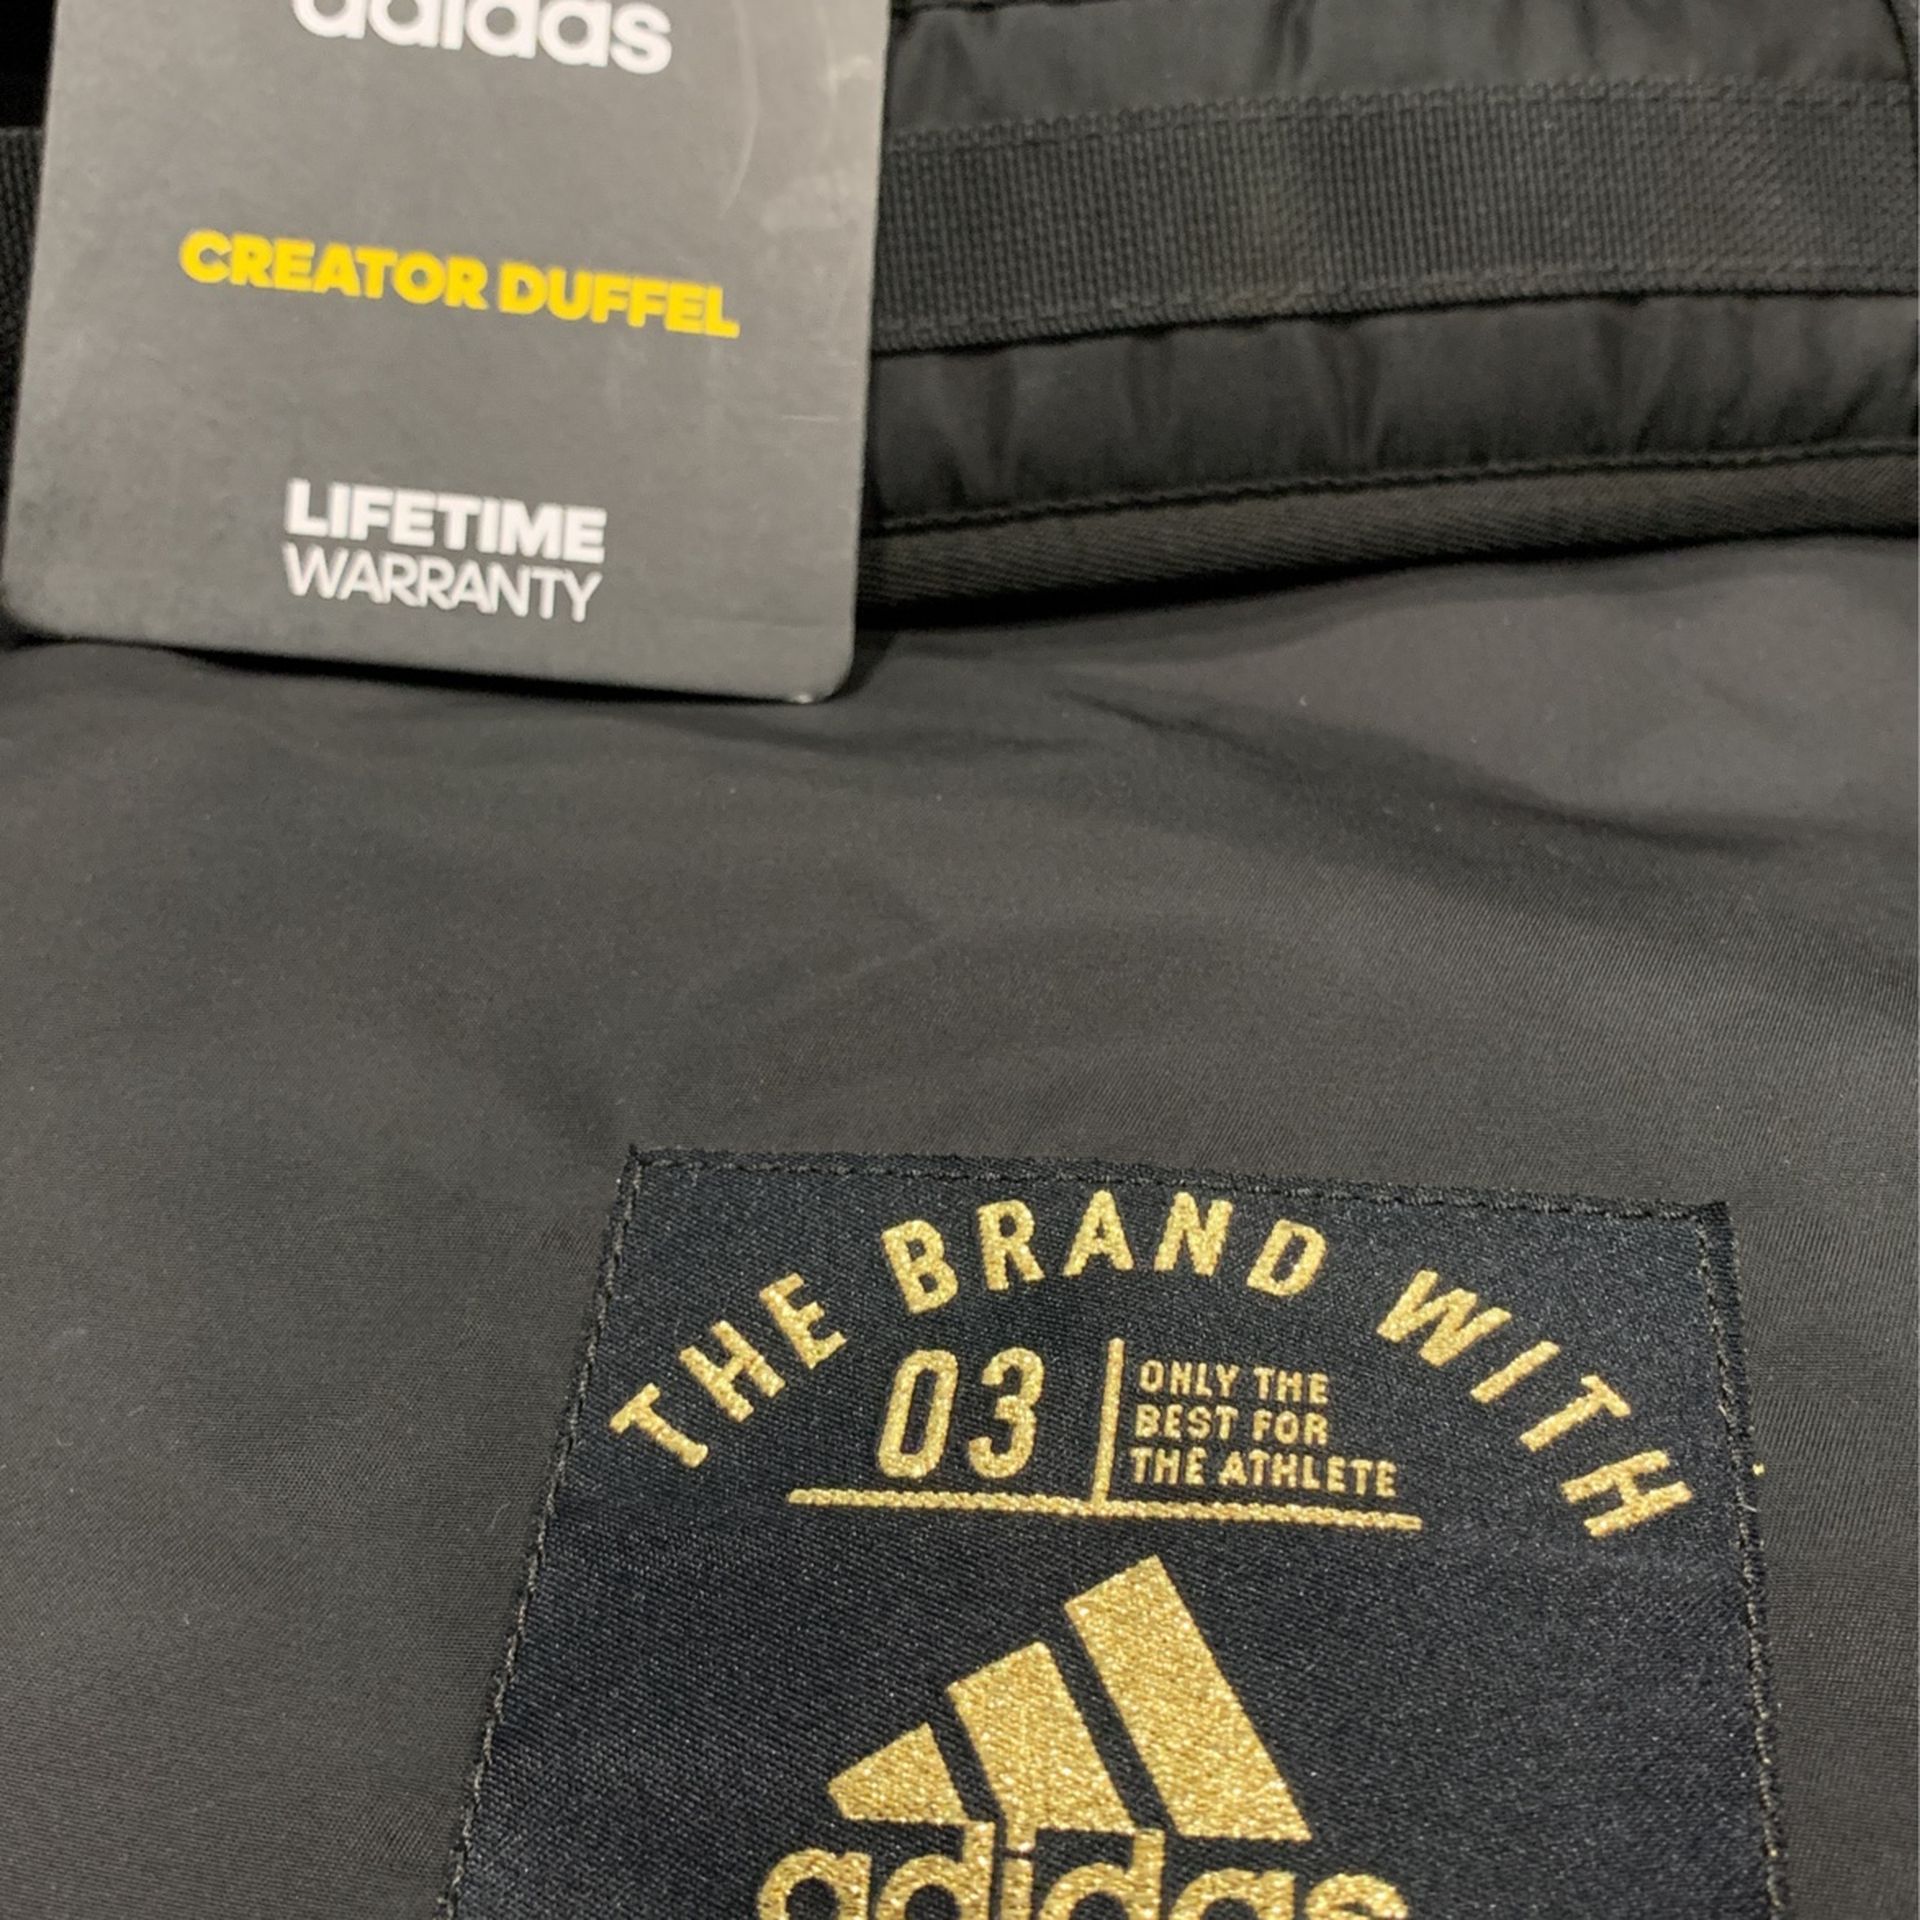 adidas
CREATOR DUFFEL
LIFETIME
WARRANTY
THE BRAND WITH
03
ONLY THE
BEST FOR
THE ATHLETE
adidas